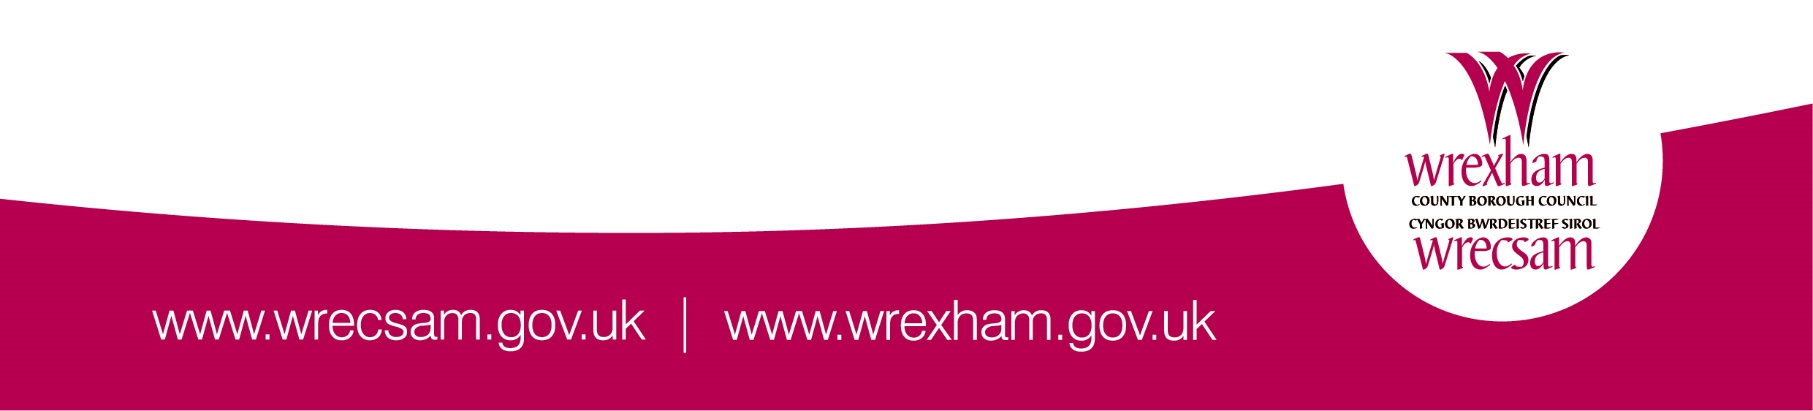 wrexham
COUNTY BOROUGH COUNCIL
CYNGOR BWRDEISTREF SIROL
wrecsam
www.wrecsam.gov.uk | www.wrexham.gov.uk